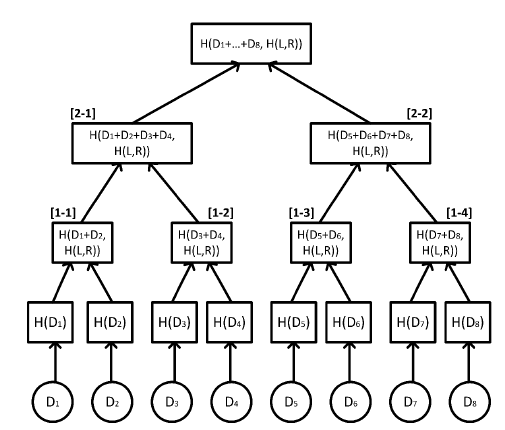 H(D₁+...+D₈, H(L,R))
[2-1]
[2-2]
H(D₁+D₂+D₃+D₄,
H(L,R))
H(D₅+D₆+D₇+D₈,
H(L,R))
[1-1]
[1-2]
[1-3]
[1-4]
H(D₁+D₂,
H(L,R))
H(D₃+D₄,
H(L,R))
H(D₅+D₆,
H(L,R))
H(D₇+D₈,
H(L,R))
H(D₁)
H(D₂)
H(D₃)
H(D₄)
H(D₅)
H(D₆)
H(D₇)
H(D₈)
D₁
D₂
D₃
D₄
D₅
D₆
D₇
D₈